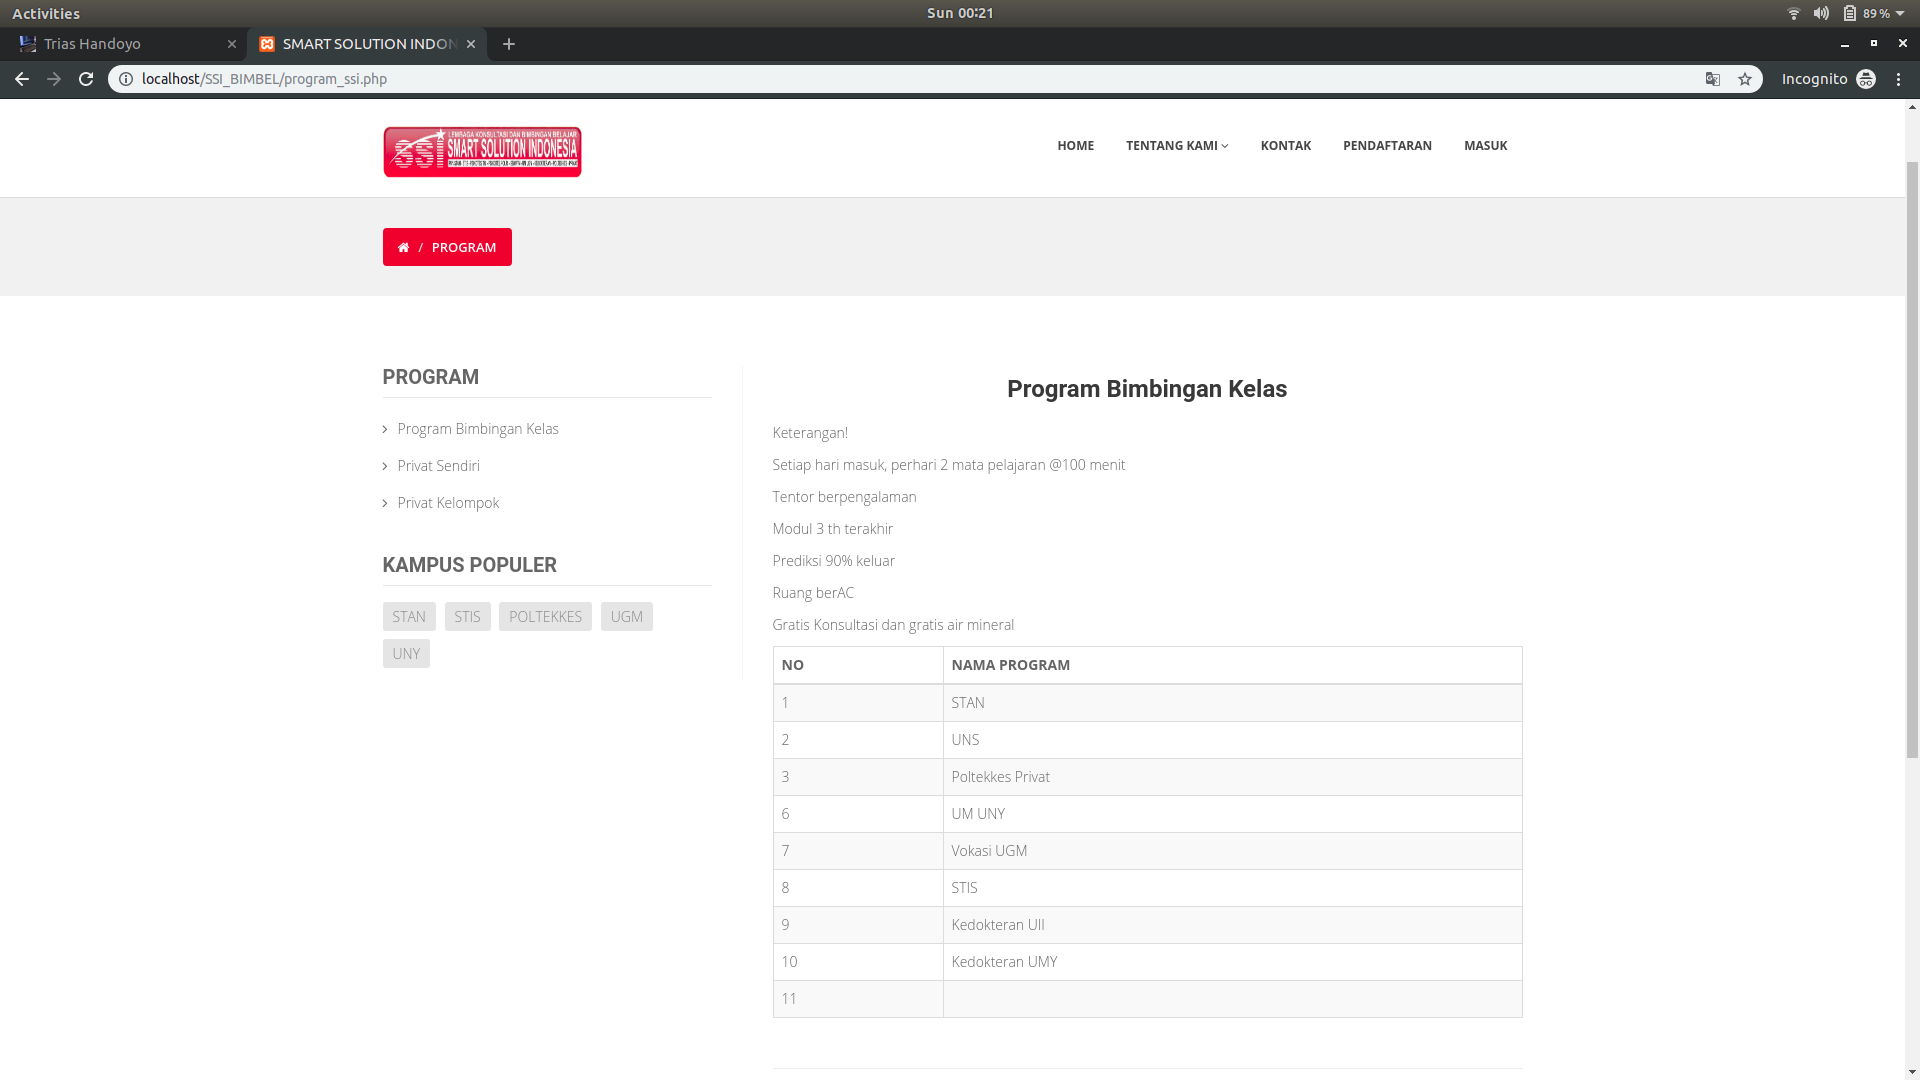 Activities
Sun 00:21
89 %
Trias Handoyo
SMART SOLUTION INDON
localhost/SSI_BIMBEL/program_ssi.php
Incognito
LEMBAGA KONSULTASI DAN BIMBINGAN BELAJAR
SSI SMART SOLUTION INDONESIA
HOME
TENTANG KAMI
KONTAK
PENDAFTARAN
MASUK
/ PROGRAM
PROGRAM
Program Bimbingan Kelas
Privat Sendiri
Privat Kelompok
KAMPUS POPULER
STAN STIS POLTEKKES UGM
UNY
Program Bimbingan Kelas
Keterangan!
Setiap hari masuk, perhari 2 mata pelajaran @100 menit
Tentor berpengalaman
Modul 3 th terakhir
Prediksi 90% keluar
Ruang berAC
Gratis Konsultasi dan gratis air mineral
NO NAMA PROGRAM
1 STAN
2 UNS
3 Poltekkes Privat
6 UM UNY
7 Vokasi UGM
8 STIS
9 Kedokteran UII
10 Kedokteran UMY
11